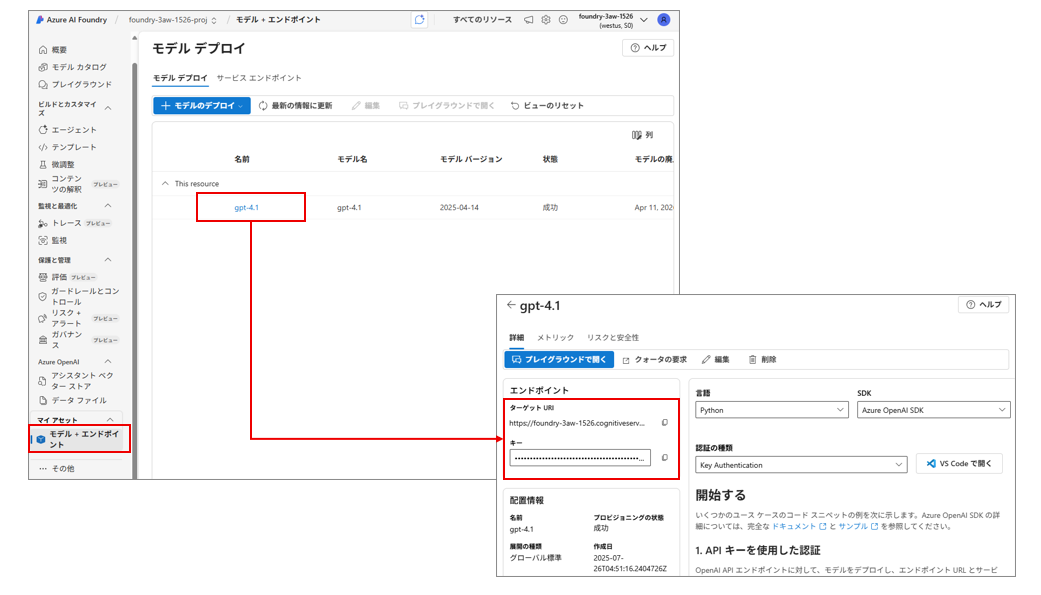 Azure AI Foundry / foundry-3aw-1526-proj / モデル + エンドポイント
すべてのリソース
foundry-3aw-1526
(westus, S0)
A
概要
モデル カタログ
プレイグラウンド
ビルドとカスタマイ
ズ
エージェント
テンプレート
微調整
コンテン
ツの解釈 プレビュー
監視と最適化
トレース プレビュー
監視
保護と管理
評価 プレビュー
ガードレールとコン
トロール
リスク +
アラート プレビュー
ガバナン
ス プレビュー
Azure OpenAI
アシスタント ベク
ター ストア
データ ファイル
マイ アセット
モデル + エンドポイ
ント
その他
モデル デプロイ
ヘルプ
モデル デプロイ サービス エンドポイント
モデルのデプロイ 最新の情報に更新 編集 プレイグラウンドで開く ビューのリセット
列
名前 モデル名 モデル バージョン 状態 モデルの廃
This resource
gpt-4.1 gpt-4.1 2025-04-14 成功 Apr 11, 202
gpt-4.1
ヘルプ
詳細 メトリック リスクと安全性
プレイグラウンドで開く クォータの要求 編集 削除
エンドポイント
ターゲット URI
https://foundry-3aw-1526.cognitiveserv...
キー
配置情報
名前 プロビジョニングの状態
gpt-4.1 成功
展開の種類 作成日
グローバル標準 2025-07-
26T04:51:16.2404726Z
言語 SDK
Python Azure OpenAI SDK
認証の種類
Key Authentication VS Code で開く
開始する
いくつかのユース ケースのコード スニペットの例を次に示します。Azure OpenAI SDK の詳
細については、完全な ドキュメント と サンプル を参照してください。
1. API キーを使用した認証
OpenAI API エンドポイントに対して、モデルをデプロイし、エンドポイント URL とサービ